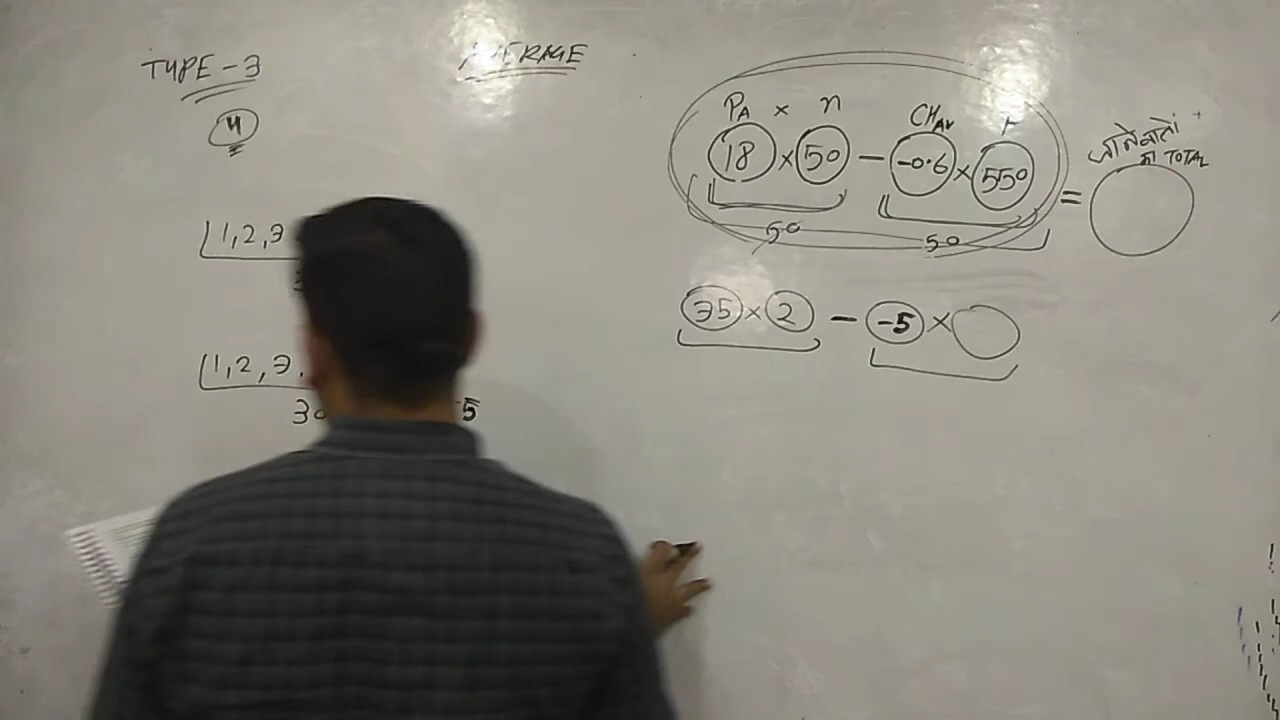 TYPE-3
AVERAGE
4
PA × n CHAV r
18 × 50 - -0.6 × 550 =
50 50
TOTAL
1,2,3
35 × 2 - -5 ×
1,2,3,
30 5